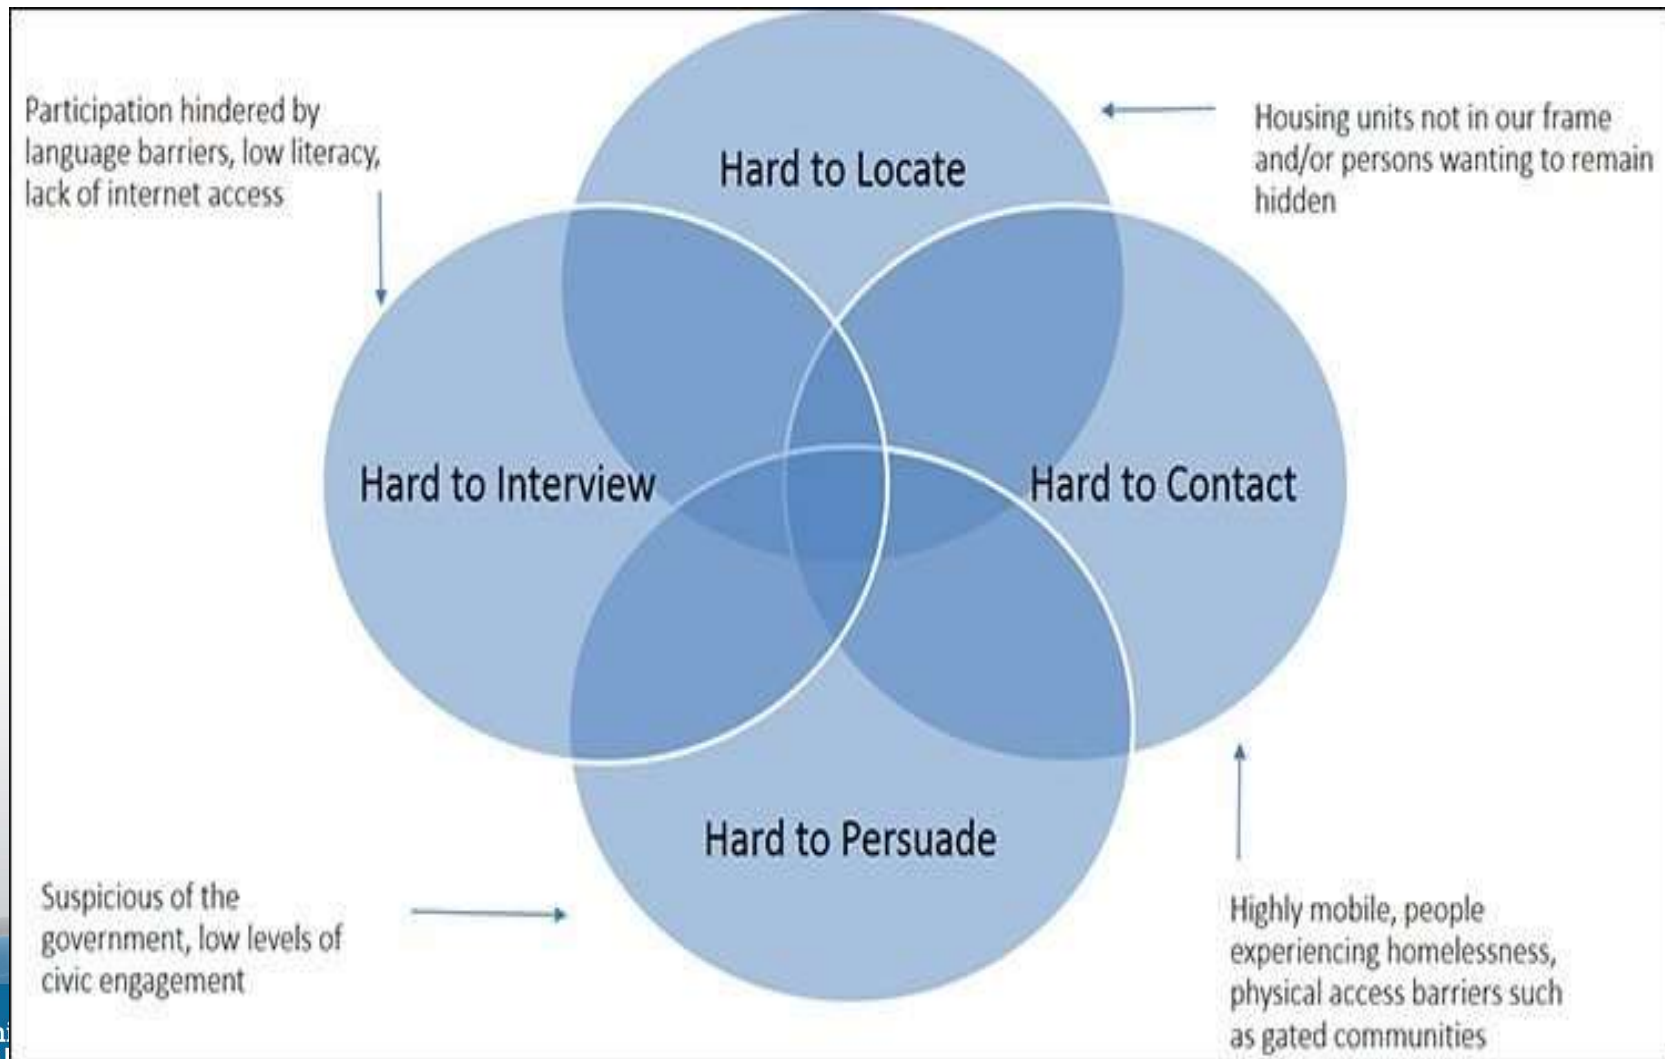 Participation hindered by
language barriers, low literacy,
lack of internet access
Hard to Locate
Housing units not in our frame
and/or persons wanting to remain
hidden
Hard to Interview
Hard to Contact
Hard to Persuade
Suspicious of the
government, low levels of
civic engagement
Highly mobile, people
experiencing homelessness,
physical access barriers such
as gated communities